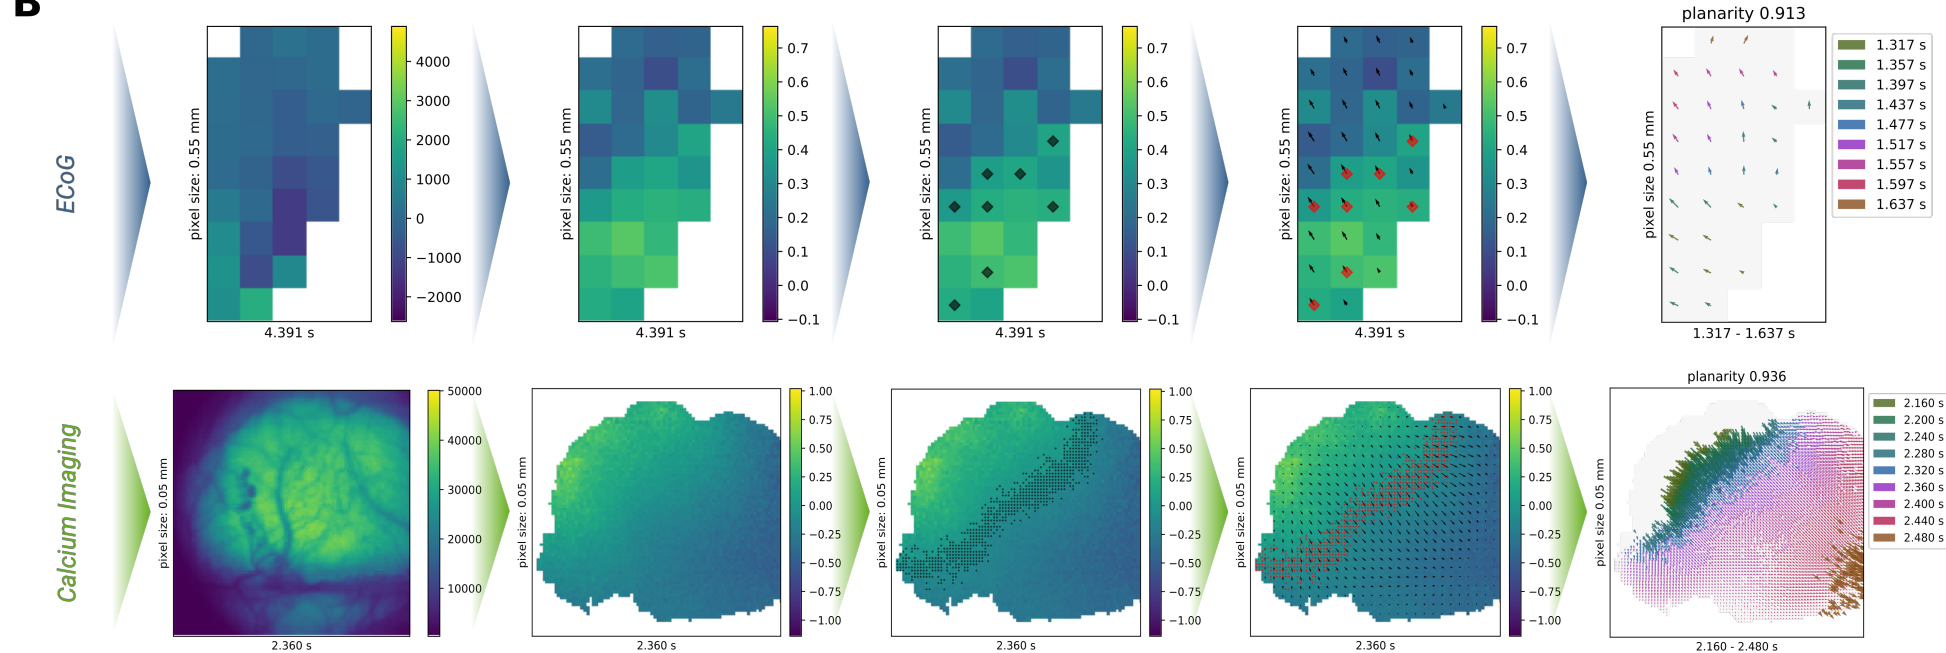 B
ECoG
pixel size: 0.55 mm
4.391 s
4000
3000
2000
1000
0
−1000
−2000
pixel size: 0.55 mm
4.391 s
0.7
0.6
0.5
0.4
0.3
0.2
0.1
0.0
−0.1
pixel size: 0.55 mm
4.391 s
0.7
0.6
0.5
0.4
0.3
0.2
0.1
0.0
−0.1
pixel size: 0.55 mm
4.391 s
0.7
0.6
0.5
0.4
0.3
0.2
0.1
0.0
−0.1
planarity 0.913
pixel size 0.55 mm
1.317 - 1.637 s
1.317 s
1.357 s
1.397 s
1.437 s
1.477 s
1.517 s
1.557 s
1.597 s
1.637 s
Calcium Imaging
pixel size: 0.05 mm
2.360 s
50000
40000
30000
20000
10000
pixel size: 0.05 mm
2.360 s
1.00
0.75
0.50
0.25
0.00
−0.25
−0.50
−0.75
−1.00
pixel size: 0.05 mm
2.360 s
1.00
0.75
0.50
0.25
0.00
−0.25
−0.50
−0.75
−1.00
pixel size: 0.05 mm
2.360 s
1.00
0.75
0.50
0.25
0.00
−0.25
−0.50
−0.75
−1.00
planarity 0.936
pixel size 0.05 mm
2.160 - 2.480 s
2.160 s
2.200 s
2.240 s
2.280 s
2.320 s
2.360 s
2.400 s
2.440 s
2.480 s